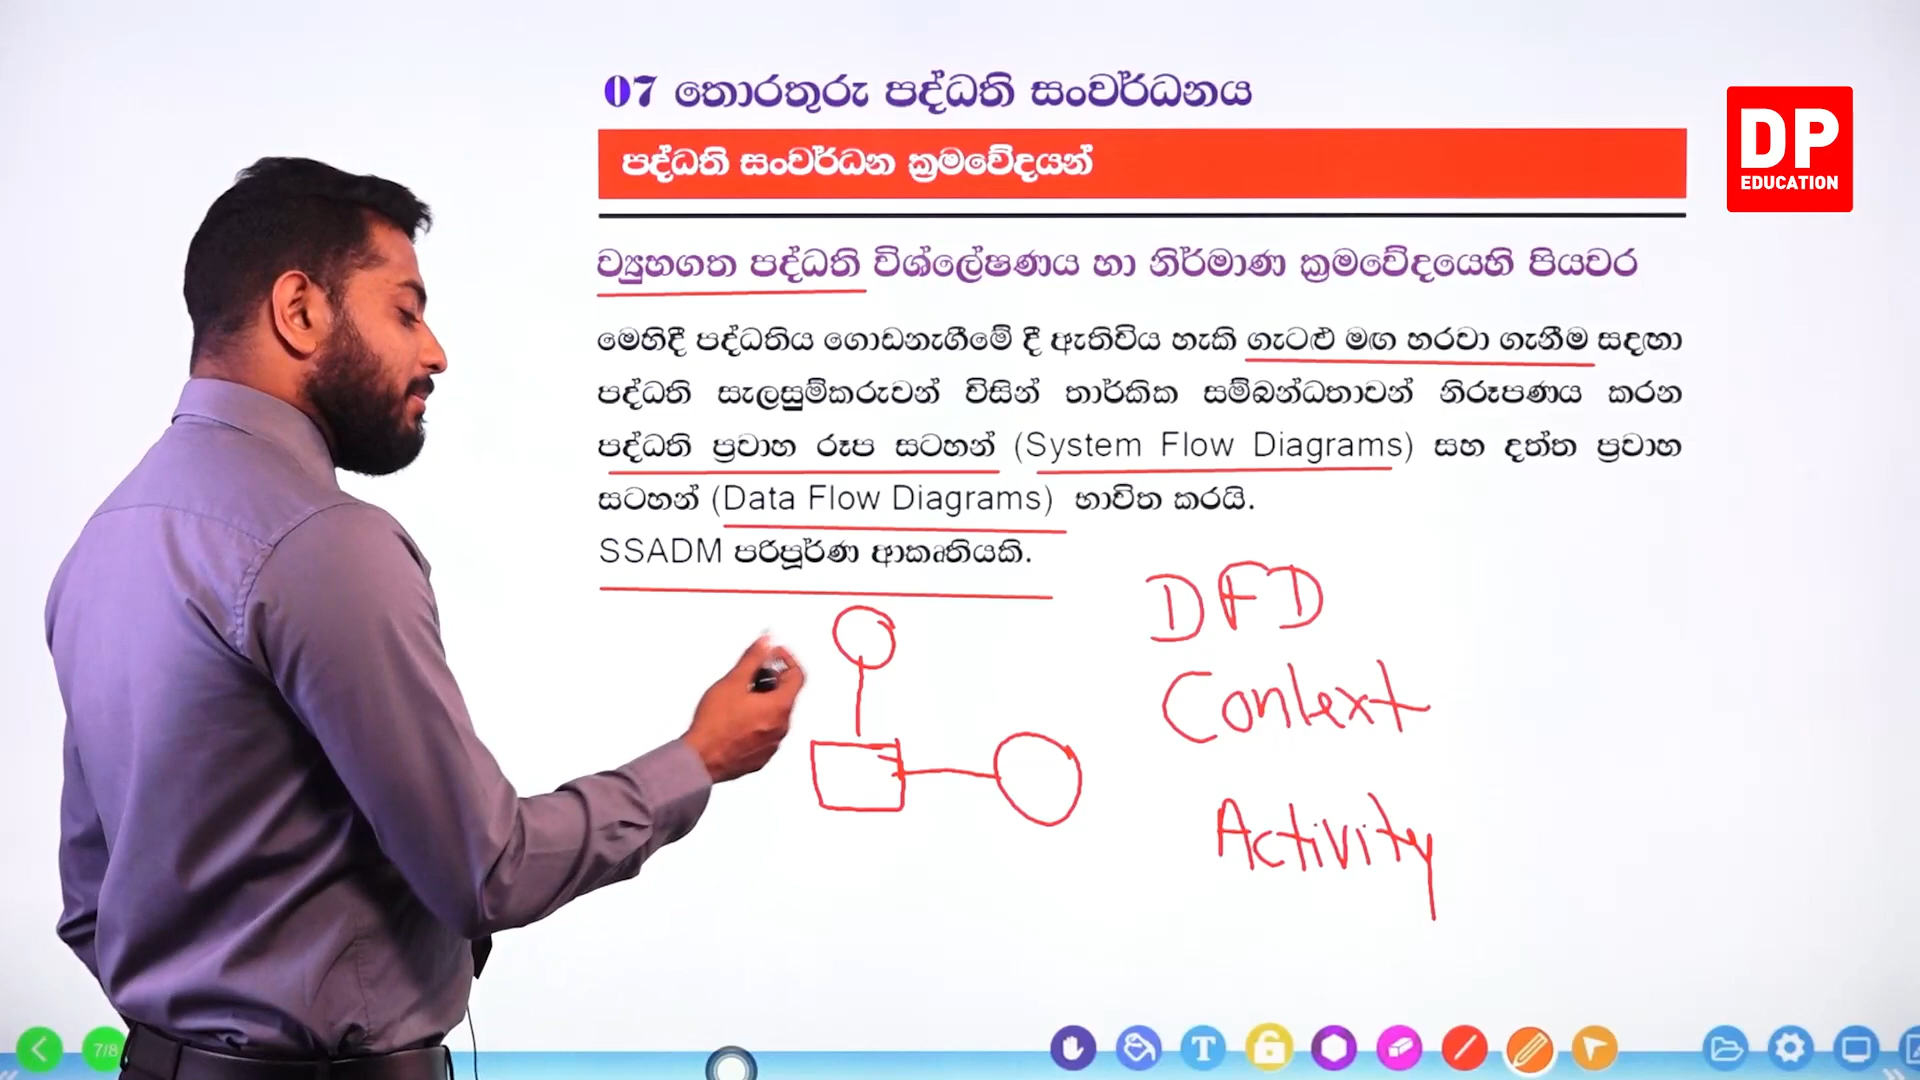 07 තොරතුරු පද්ධති සංවර්ධනය
DP
EDUCATION
පද්ධති සංවර්ධන ක්‍රමවේදයන්
ව්‍යුහගත පද්ධති විශ්ලේෂණය හා නිර්මාණ ක්‍රමවේදයෙහි පියවර
මෙහිදී පද්ධතිය ගොඩනැගීමේ දී ඇතිවිය හැකි ගැටළු මඟ හරවා ගැනීම සඳහා
පද්ධති සැලසුම්කරුවන් විසින් තාර්කික සම්බන්ධතාවන් නිරූපණය කරන
පද්ධති ප්‍රවාහ රූප සටහන් (System Flow Diagrams) සහ දත්ත ප්‍රවාහ
සටහන් (Data Flow Diagrams) භාවිත කරයි.
SSADM පරිපූර්ණ ආකෘතියකි.
DFD
Context
Activity
7/8
T